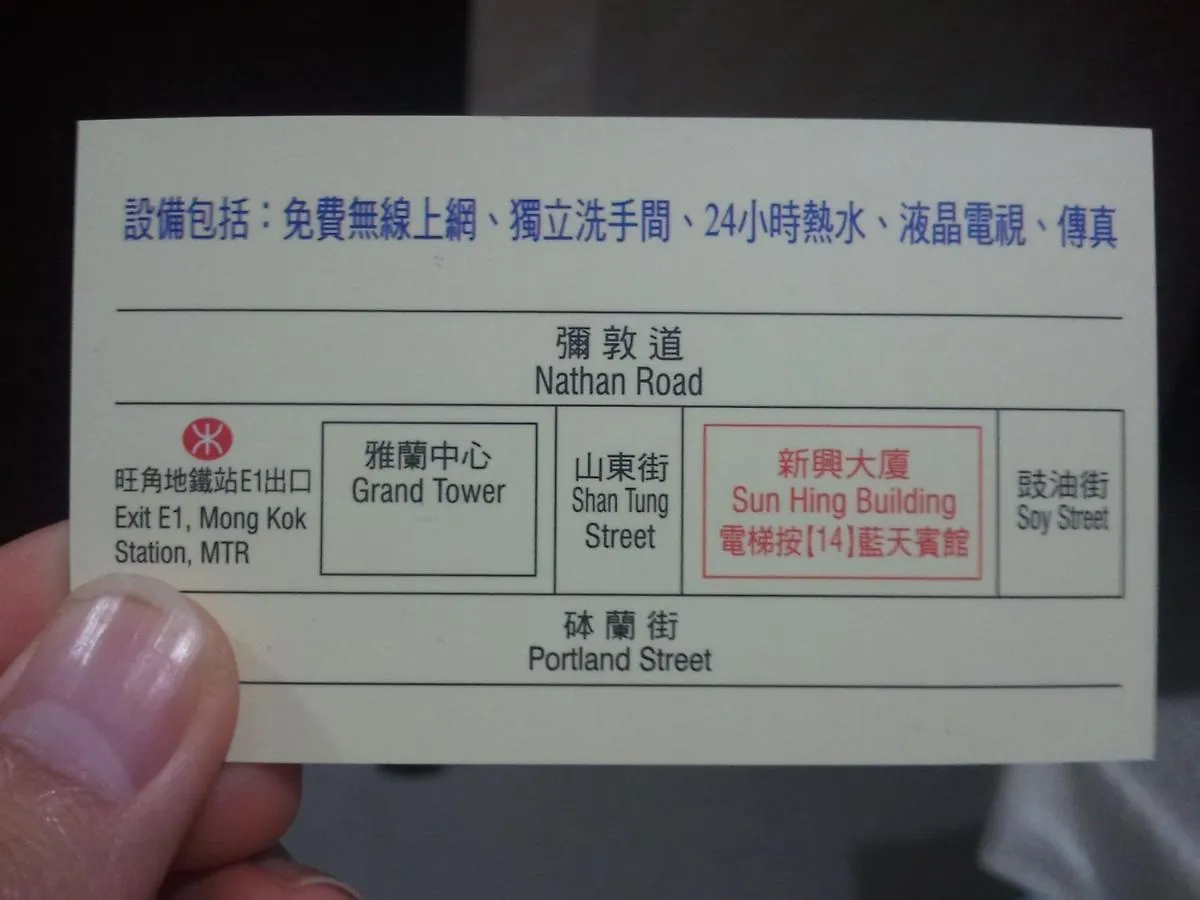 設備包括：免費無線上網、獨立洗手間、24小時熱水、液晶電視、傳真
彌敦道
Nathan Road
旺角地鐵站E1出口
Exit E1, Mong Kok
Station, MTR
雅蘭中心
Grand Tower
山東街
Shan Tung
Street
新興大廈
Sun Hing Building
電梯按【14】藍天賓館
豉油街
Soy Street
砵蘭街
Portland Street